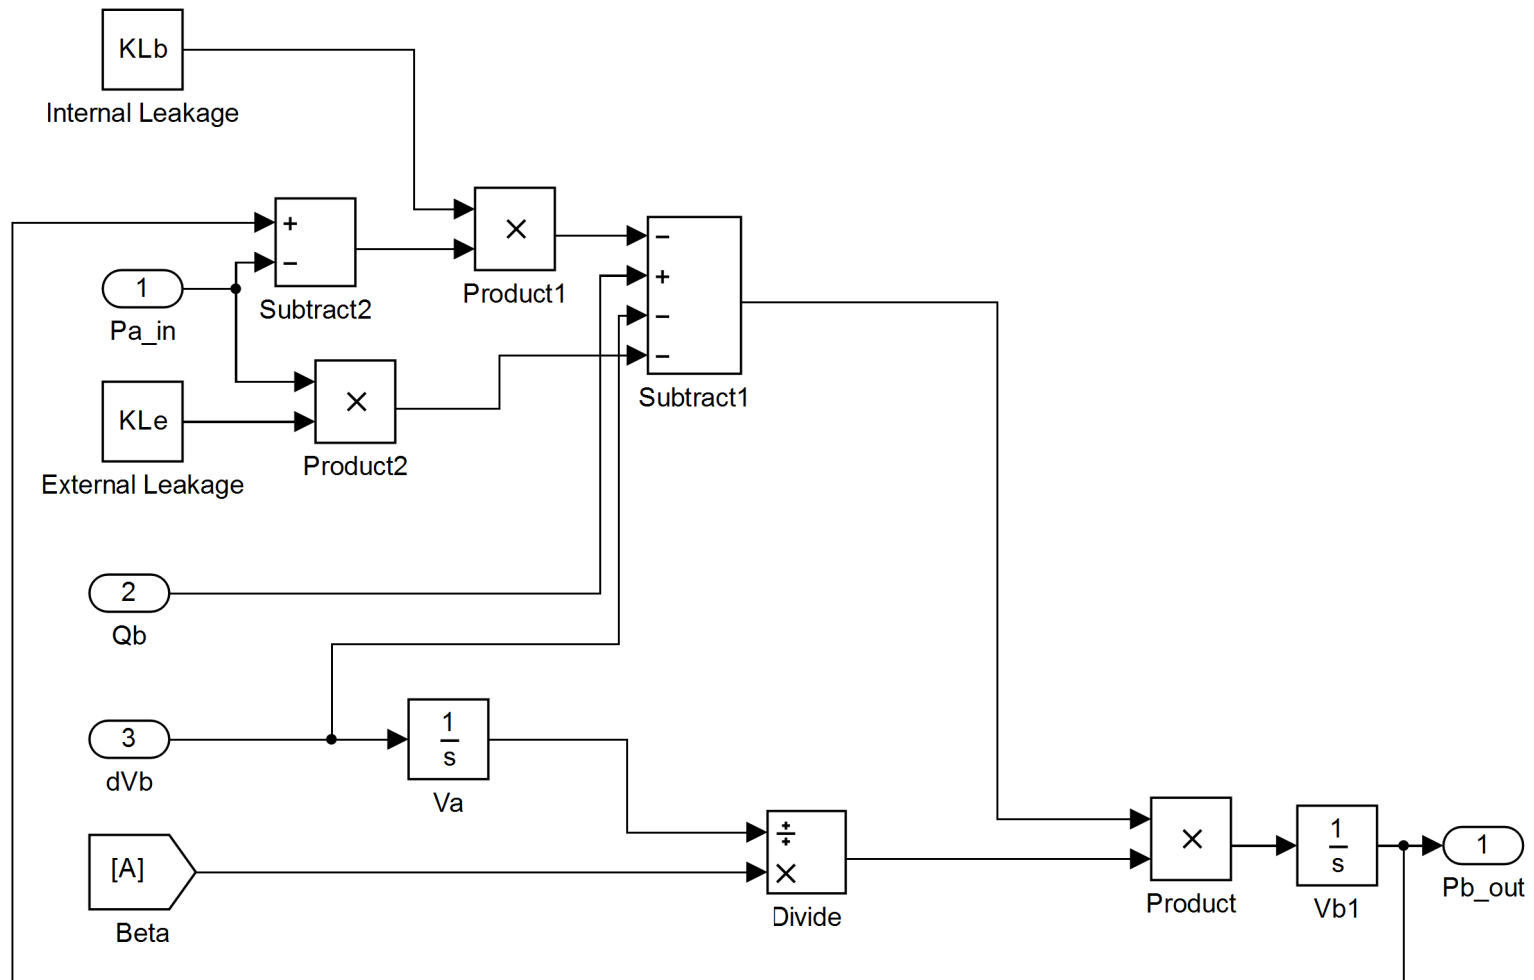 KLb
Internal Leakage
+
−
Subtract2
×
Product1
1
Pa_in
−
+
−
−
Subtract1
KLe
External Leakage
×
Product2
2
Qb
3
dVb
1
s
Va
[A]
Beta
÷
×
Divide
×
Product
1
s
Vb1
1
Pb_out